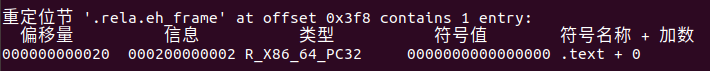 重定位节 '.rela.eh_frame' at offset 0x3f8 contains 1 entry:
  偏移量          信息           类型           符号值        符号名称 + 加数
000000000020  000200000002 R_X86_64_PC32     0000000000000000 .text + 0